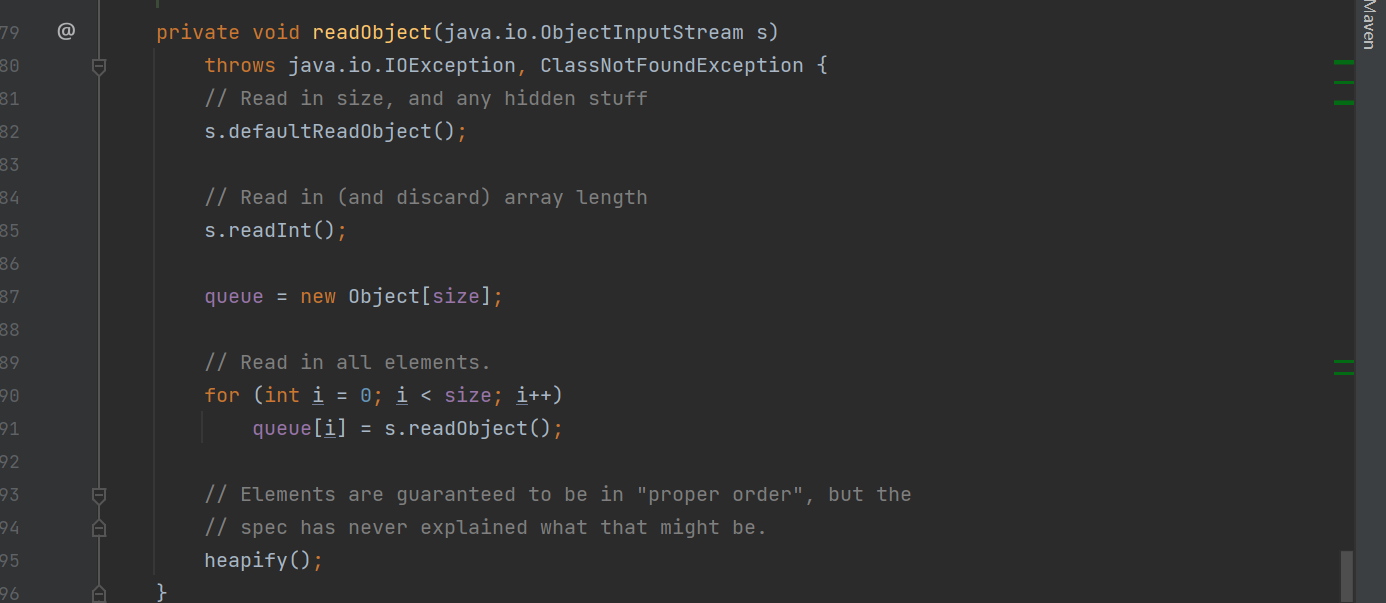 79 @ private void readObject(java.io.ObjectInputStream s)
80 throws java.io.IOException, ClassNotFoundException {
81 // Read in size, and any hidden stuff
82 s.defaultReadObject();
83
84 // Read in (and discard) array length
85 s.readInt();
86
87 queue = new Object[size];
88
89 // Read in all elements.
90 for (int i = 0; i < size; i++)
91 queue[i] = s.readObject();
92
93 // Elements are guaranteed to be in "proper order", but the
94 // spec has never explained what that might be.
95 heapify();
96 }
Maven